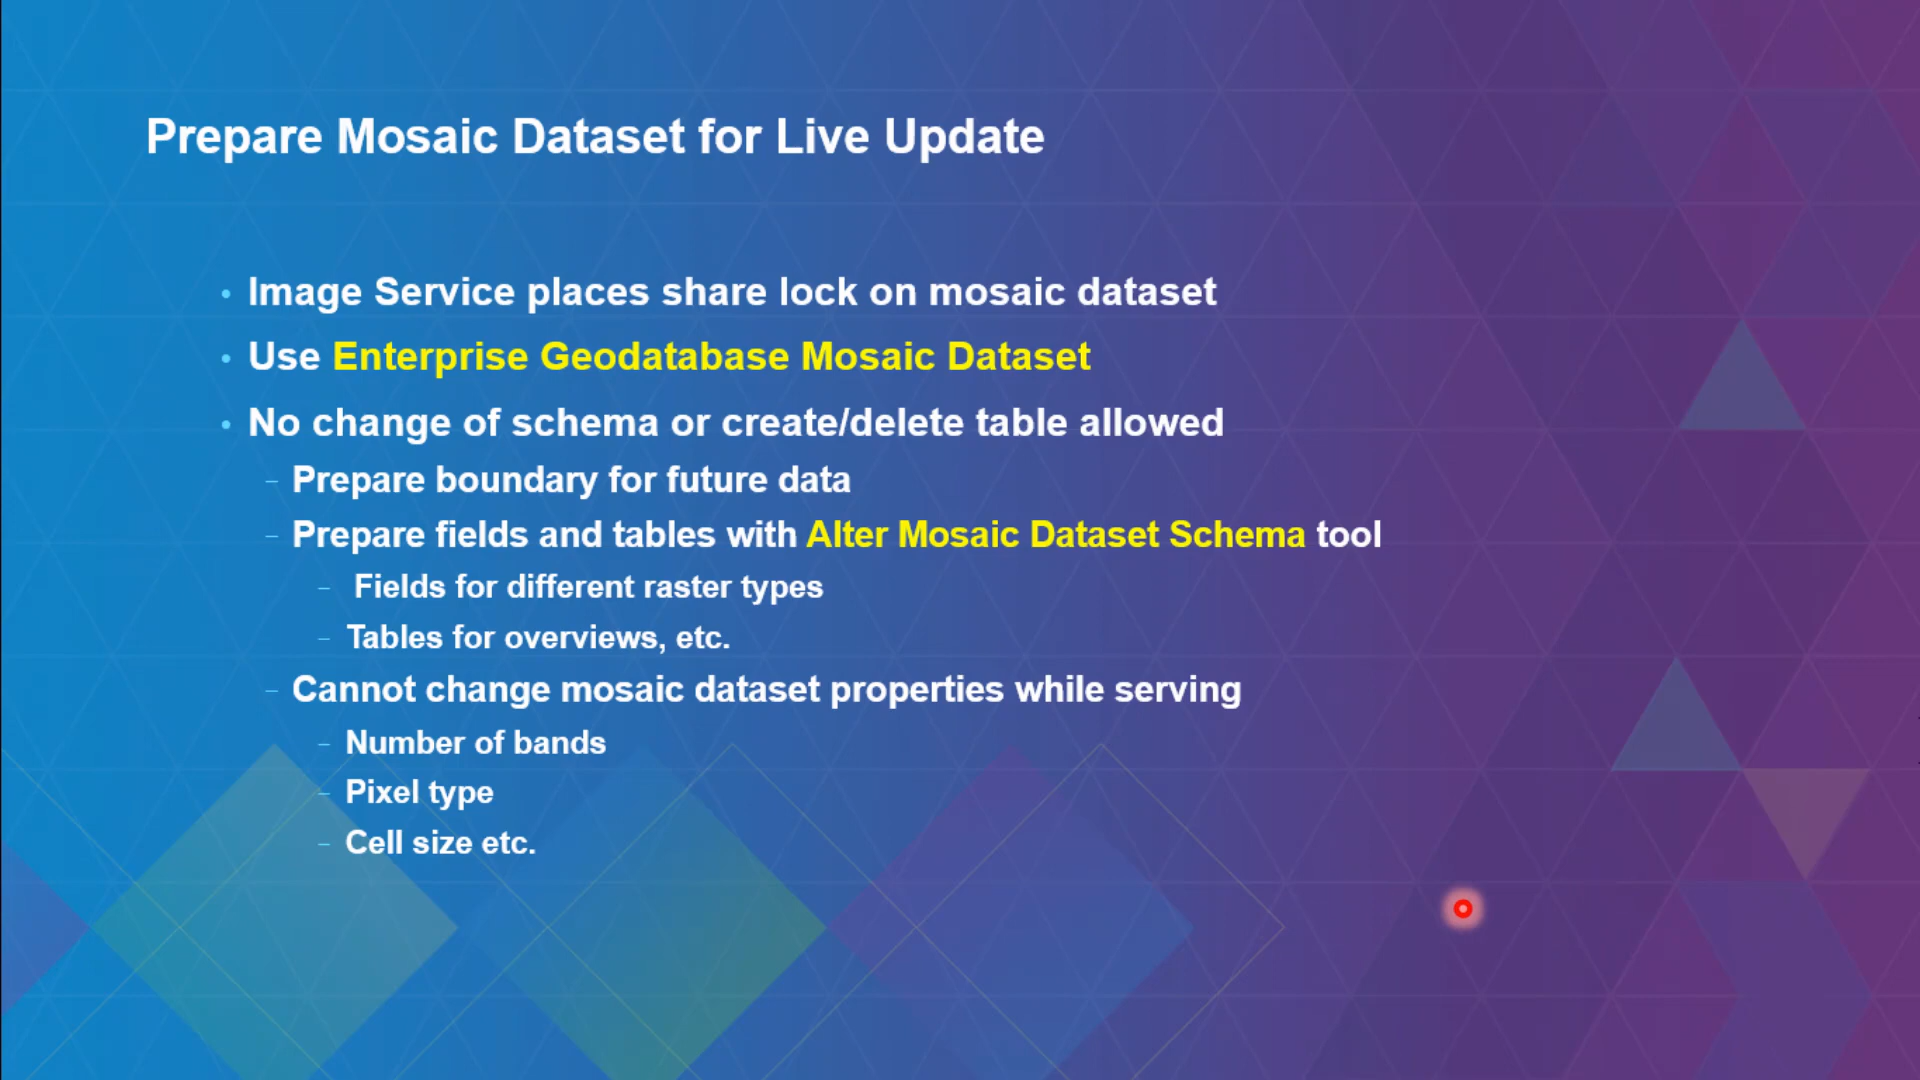 Prepare Mosaic Dataset for Live Update
• Image Service places share lock on mosaic dataset
• Use Enterprise Geodatabase Mosaic Dataset
• No change of schema or create/delete table allowed
– Prepare boundary for future data
– Prepare fields and tables with Alter Mosaic Dataset Schema tool
– Fields for different raster types
– Tables for overviews, etc.
– Cannot change mosaic dataset properties while serving
– Number of bands
– Pixel type
– Cell size etc.